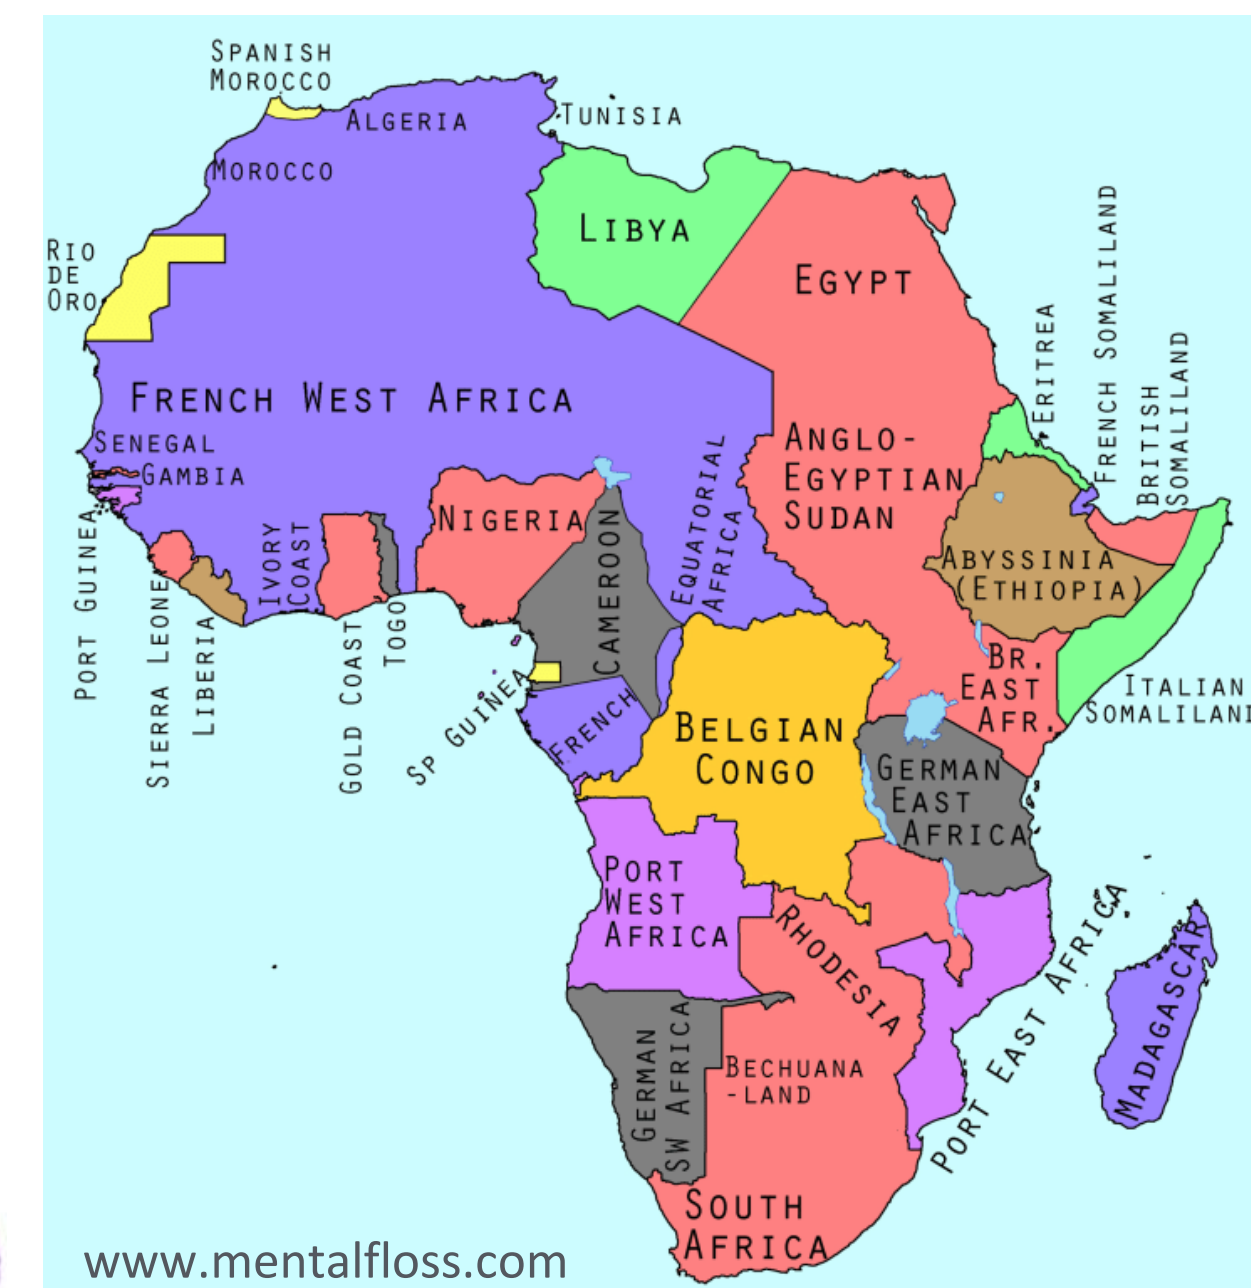 SPANISH
MOROCCO
ALGERIA
TUNISIA
MOROCCO
LIBYA
RIO
DE
ORO
EGYPT
FRENCH SOMALILAND
ERITREA
BRITISH
SOMALILAND
FRENCH WEST AFRICA
SENEGAL
GAMBIA
ANGLO-
EGYPTIAN
SUDAN
EQUATORIAL
AFRICA
NIGERIA
CAMEROON
IVORY
COAST
ABYSSINIA
(ETHIOPIA)
PORT GUINEA
SIERRA LEONE
LIBERIA
GOLD COAST
TOGO
SP GUINEA
FRENCH
BR.
EAST
AFR.
ITALIAN
SOMALILAND
BELGIAN
CONGO
GERMAN
EAST
AFRICA
PORT
WEST
AFRICA
RHODESIA
PORT EAST AFRICA
MADAGASCAR
GERMAN
SW AFRICA
BECHUANA
-LAND
SOUTH
AFRICA
www.mentalfloss.com